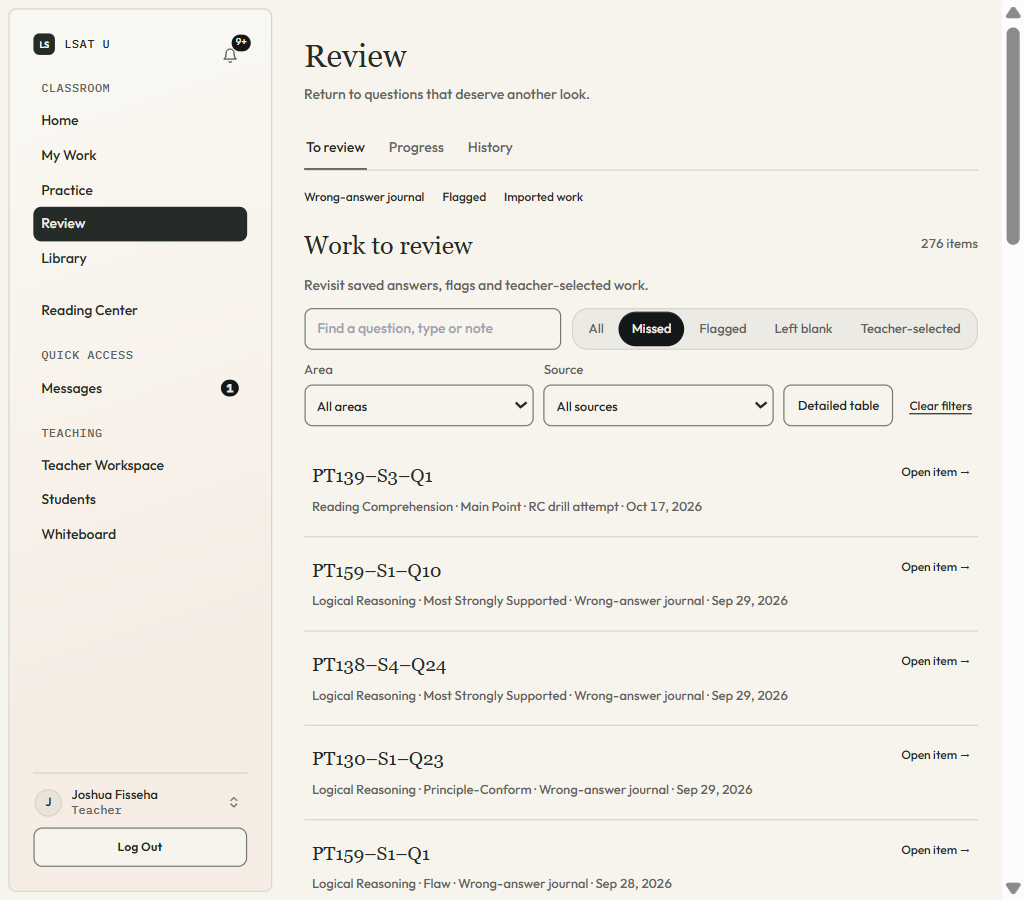 LS LSAT U 9+
CLASSROOM
Home
My Work
Practice
Review
Library
Reading Center
QUICK ACCESS
Messages 1
TEACHING
Teacher Workspace
Students
Whiteboard
J Joshua Fisseha
Teacher
Log Out
Review
Return to questions that deserve another look.
To review Progress History
Wrong-answer journal Flagged Imported work
Work to review 276 items
Revisit saved answers, flags and teacher-selected work.
Find a question, type or note All Missed Flagged Left blank Teacher-selected
Area Source
All areas All sources Detailed table Clear filters
PT139–S3–Q1 Open item →
Reading Comprehension · Main Point · RC drill attempt · Oct 17, 2026
PT159–S1–Q10 Open item →
Logical Reasoning · Most Strongly Supported · Wrong-answer journal · Sep 29, 2026
PT138–S4–Q24 Open item →
Logical Reasoning · Most Strongly Supported · Wrong-answer journal · Sep 29, 2026
PT130–S1–Q23 Open item →
Logical Reasoning · Principle-Conform · Wrong-answer journal · Sep 29, 2026
PT159–S1–Q1 Open item →
Logical Reasoning · Flaw · Wrong-answer journal · Sep 28, 2026